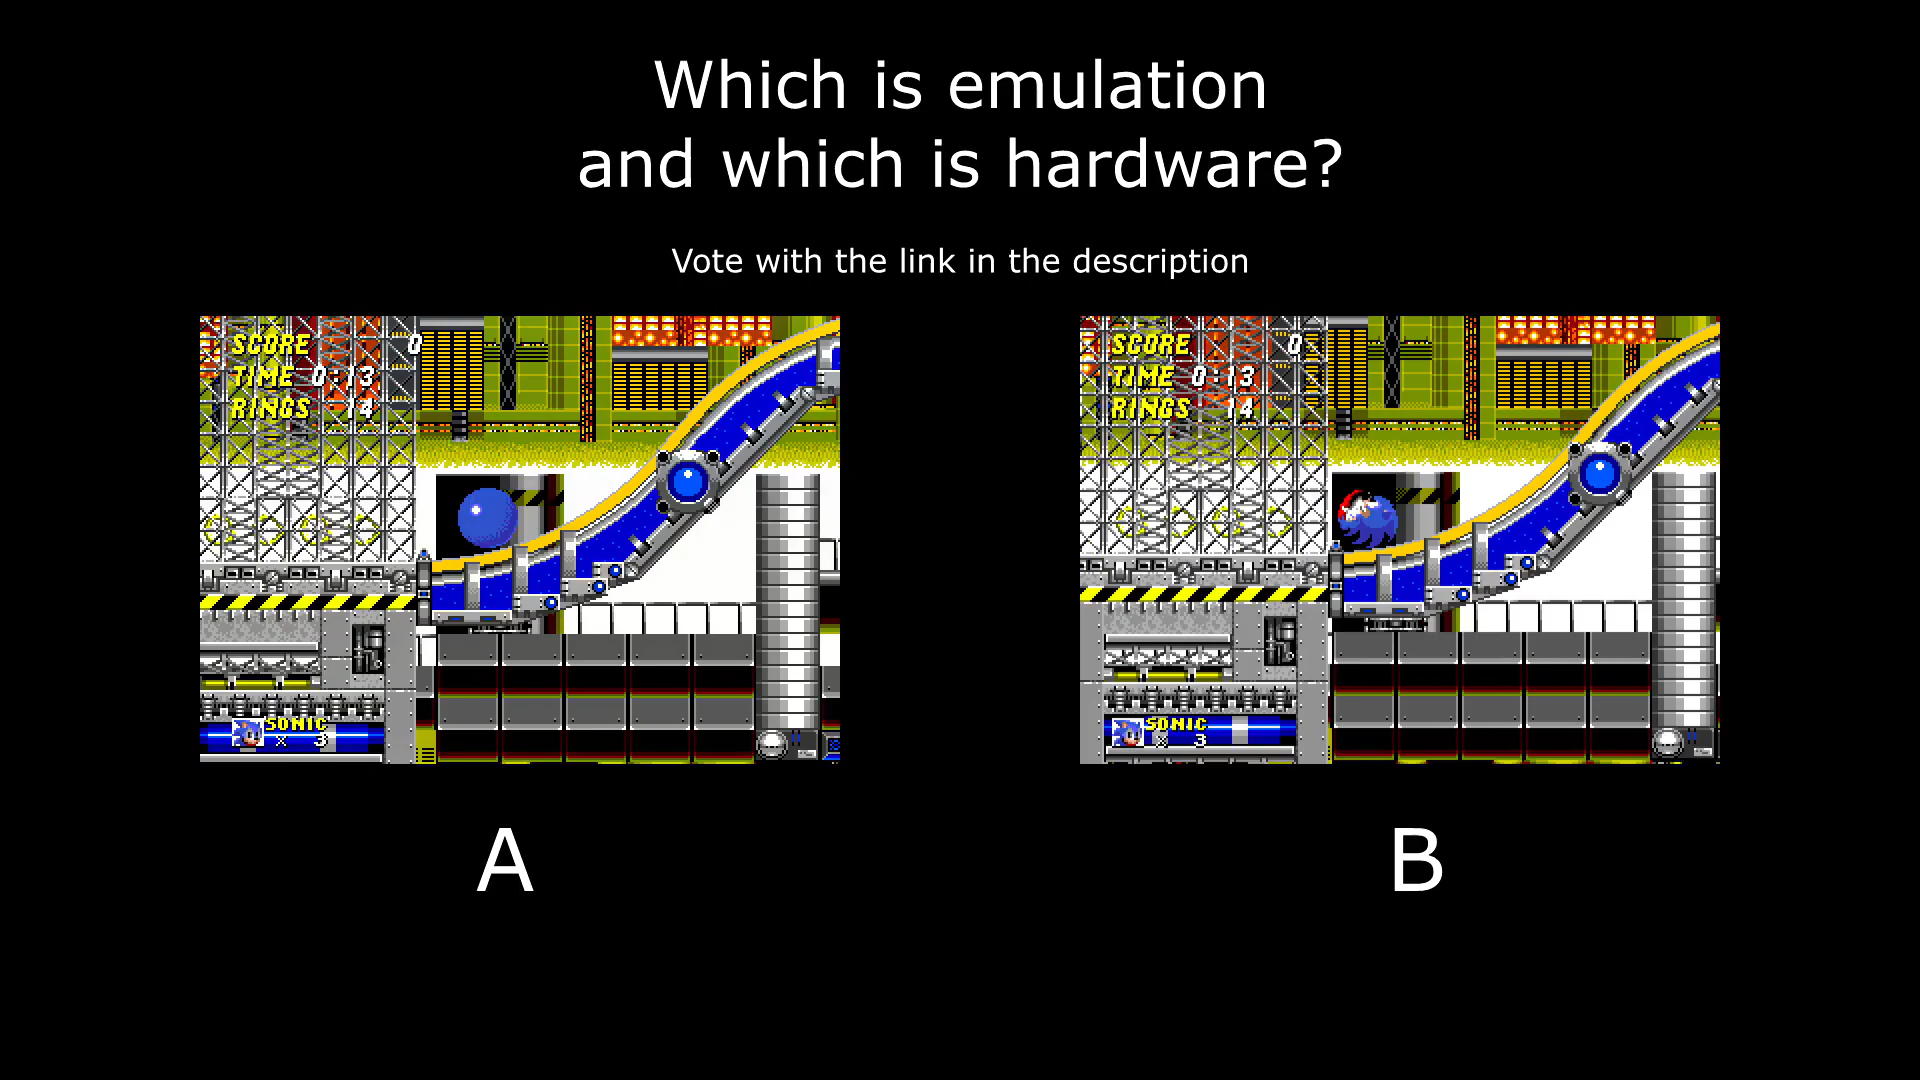 Which is emulation
and which is hardware?
Vote with the link in the description
SCORE 0
TIME 0:13
RINGS 4
SONIC
x 3
SCORE 0
TIME 0:13
RINGS 14
SONIC
x 3
A
B